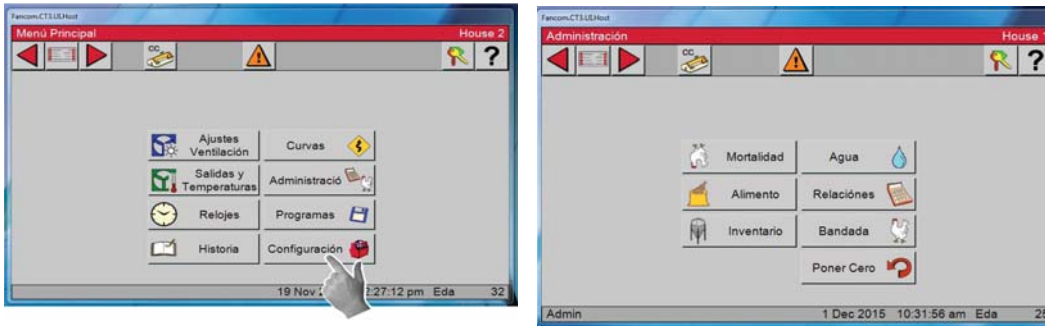 Fancom.CT3.UI.Host
Menú Principal House 2
CC
?
Ajustes Ventilación
Curvas
Salidas y Temperaturas
Administració
Relojes
Programas
Historia
Configuración
19 Nov :27:12 pm Eda 32
Fancom.CT3.UI.Host
Administración House 1
CC
?
Mortalidad
Agua
Alimento
Relaciónes
Inventario
Bandada
Poner Cero
Admin 1 Dec 2015 10:31:56 am Eda